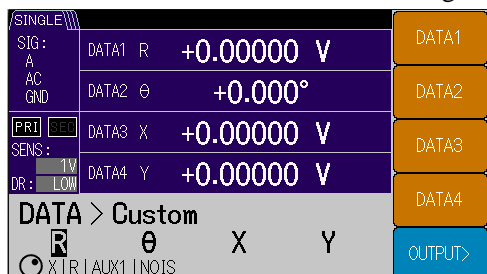 SINGLE
SIG:
A
AC
GND
PRI SEC
SENS:
1V
DR: LOW
DATA1 R +0.00000 V
DATA2 θ +0.000°
DATA3 X +0.00000 V
DATA4 Y +0.00000 V
DATA > Custom
R θ X Y
X|R|AUX1|NOIS
DATA1
DATA2
DATA3
DATA4
OUTPUT>